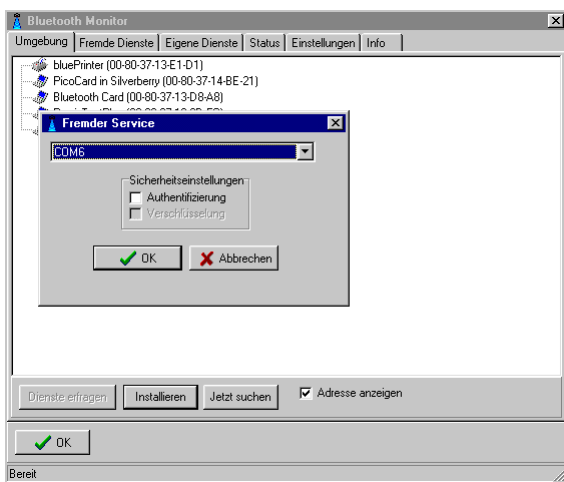 Bluetooth Monitor
Umgebung Fremde Dienste Eigene Dienste Status Einstellungen Info
bluePrinter (00-80-37-13-E1-D1)
PicoCard in Silverberry (00-80-37-14-BE-21)
Bluetooth Card (00-80-37-13-D8-A8)
Fremder Service
COM6
Sicherheitseinstellungen
Authentifizierung
Verschlüsselung
OK Abbrechen
Dienste erfragen Installieren Jetzt suchen Adresse anzeigen
OK
Bereit